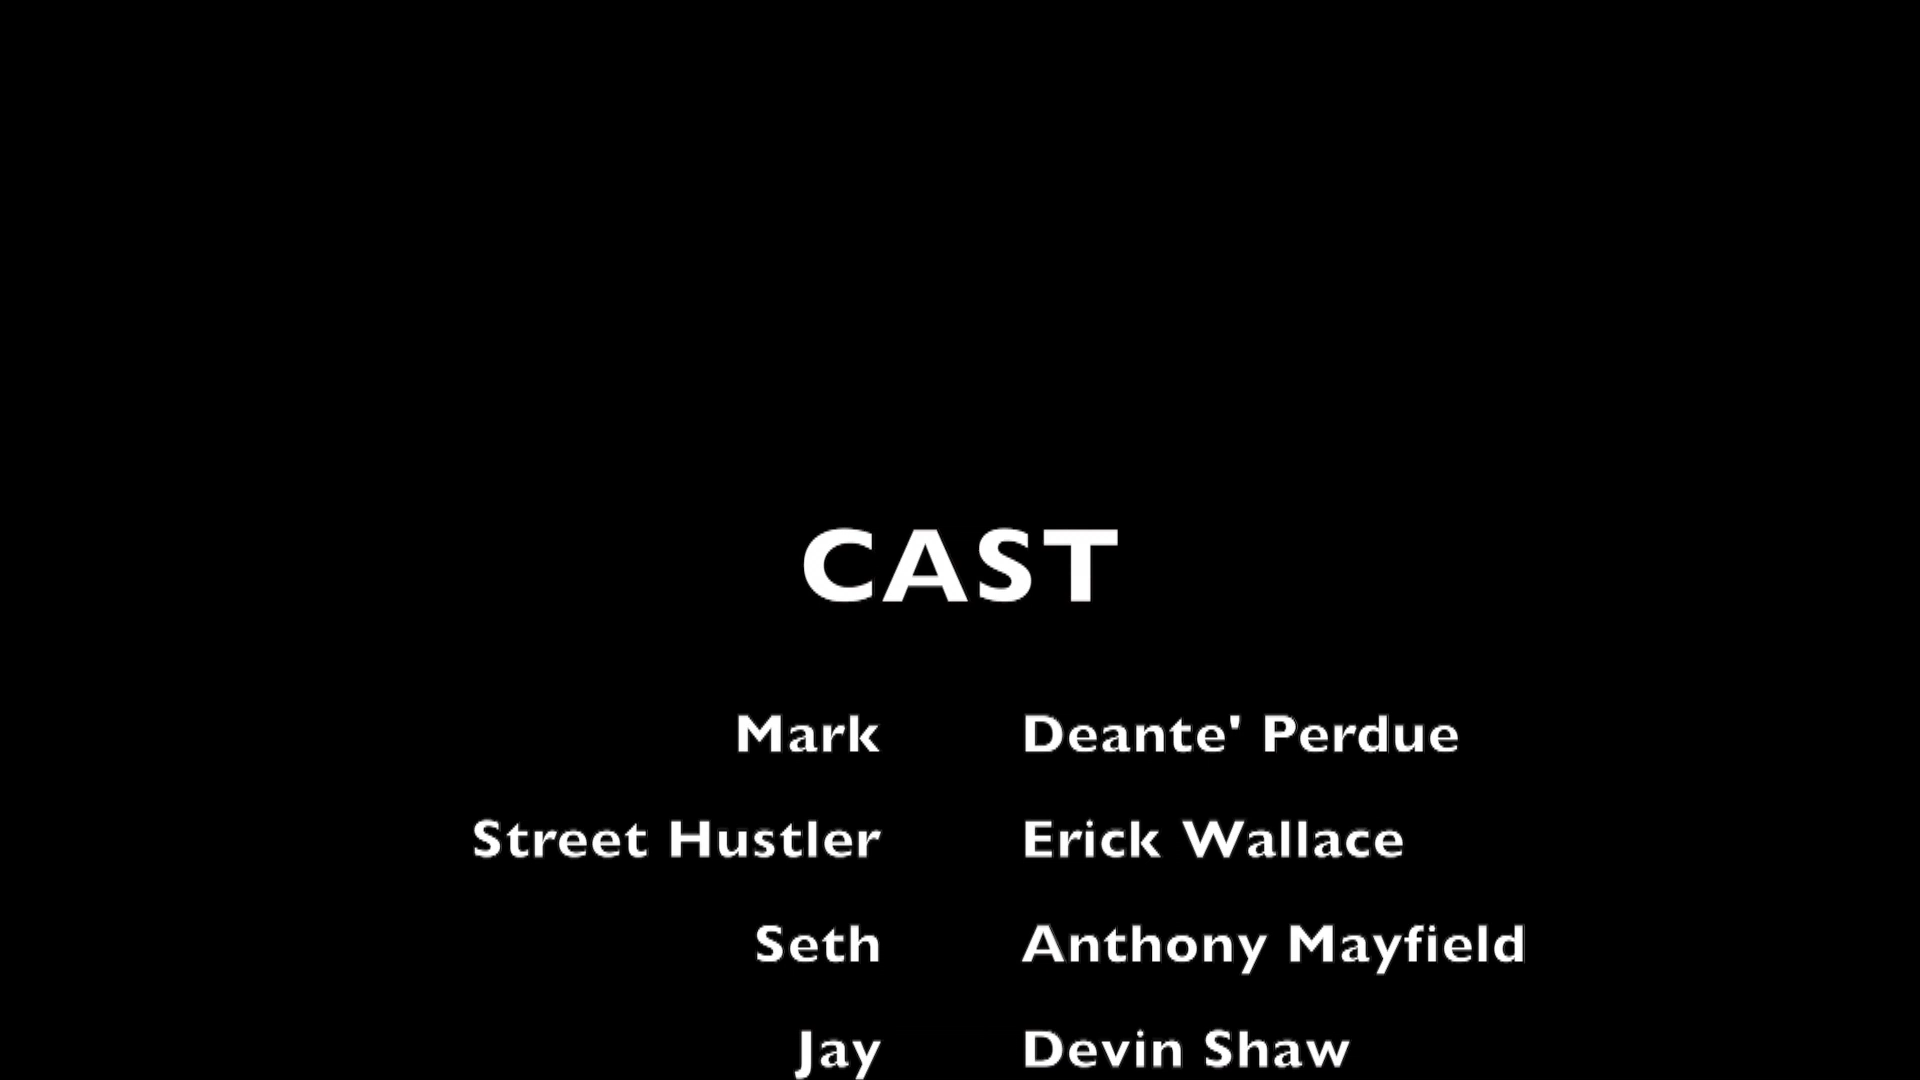 CAST
Mark Deante' Perdue
Street Hustler Erick Wallace
Seth Anthony Mayfield
Jay Devin Shaw